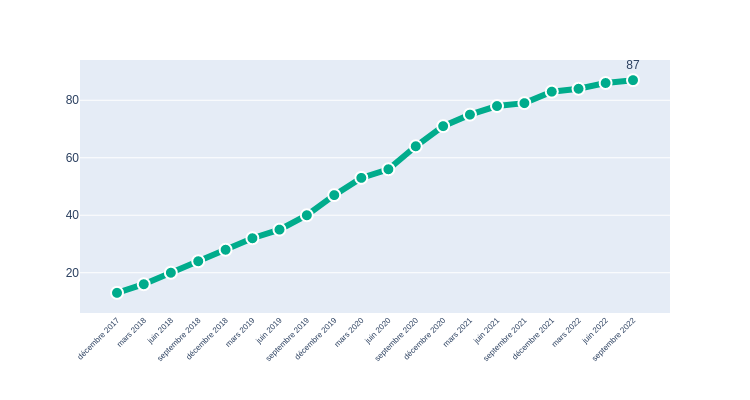 87
80
60
40
20
décembre 2017
mars 2018
juin 2018
septembre 2018
décembre 2018
mars 2019
juin 2019
septembre 2019
décembre 2019
mars 2020
juin 2020
septembre 2020
décembre 2020
mars 2021
juin 2021
septembre 2021
décembre 2021
mars 2022
juin 2022
septembre 2022